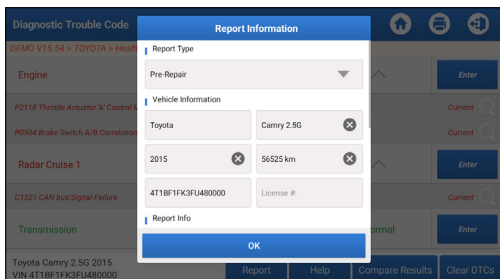 Diagnostic Trouble Code
Report Information
DEMO V15.54 > TOYOTA > Health
Report Type
Engine
Pre-Repair
Enter
Vehicle Information
P2118 Throttle Actuator 'A' Control M
Current
Toyota
Camry 2.5G
P0504 Brake Switch A/B Correlation
Current
2015
56525 km
Radar Cruise 1
Enter
4T1BF1FK3FU480000
License #:
C1521 CAN bus:Signal Failure
Current
Report Info
Transmission
ormal
Enter
OK
Toyota Camry 2.5G 2015
VIN 4T1BF1FK3FU480000
Report
Help
Compare Results
Clear DTCs